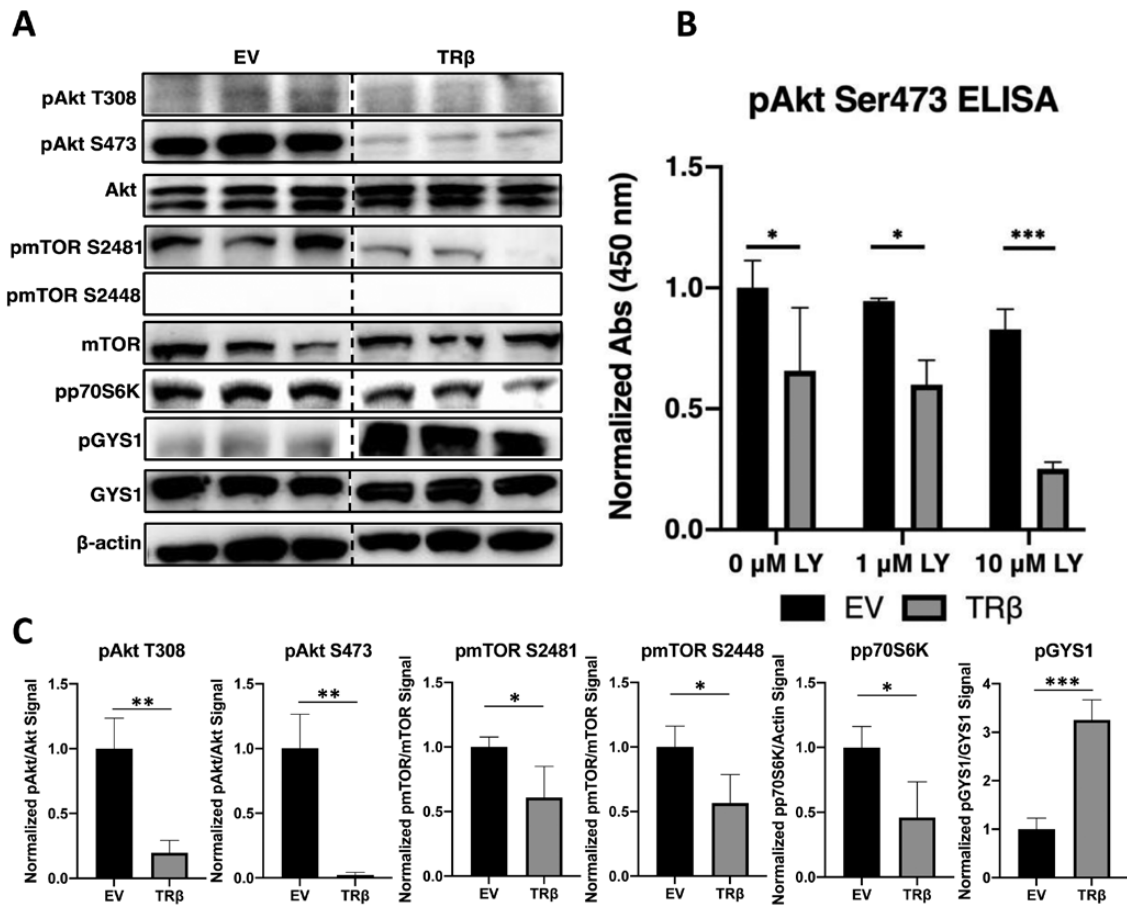 A
EV TRβ
pAkt T308
pAkt S473
Akt
pmTOR S2481
pmTOR S2448
mTOR
pp70S6K
pGYS1
GYS1
β-actin
B
pAkt Ser473 ELISA
Normalized Abs (450 nm)
1.5
1.0
0.5
0.0
* * ***
0 µM LY 1 µM LY 10 µM LY
EV TRβ
C
pAkt T308
Normalized pAkt/Akt Signal
1.5
1.0
0.5
0.0
**
EV TRβ
pAkt S473
Normalized pAkt/Akt Signal
1.5
1.0
0.5
0.0
**
EV TRβ
pmTOR S2481
Normalized pmTOR/mTOR Signal
1.5
1.0
0.5
0.0
*
EV TRβ
pmTOR S2448
Normalized pmTOR/mTOR Signal
1.5
1.0
0.5
0.0
*
EV TRβ
pp70S6K
Normalized pp70S6K/Actin Signal
1.5
1.0
0.5
0.0
*
EV TRβ
pGYS1
Normalized pGYS1/GYS1 Signal
4
3
2
1
0
***
EV TRβ